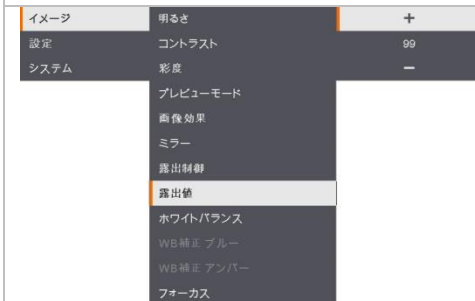 イメージ
設定
システム
明るさ
コントラスト
彩度
プレビューモード
画像効果
ミラー
露出制御
露出値
ホワイトバランス
WB補正 ブルー
WB補正 アンバー
フォーカス
+
99
−